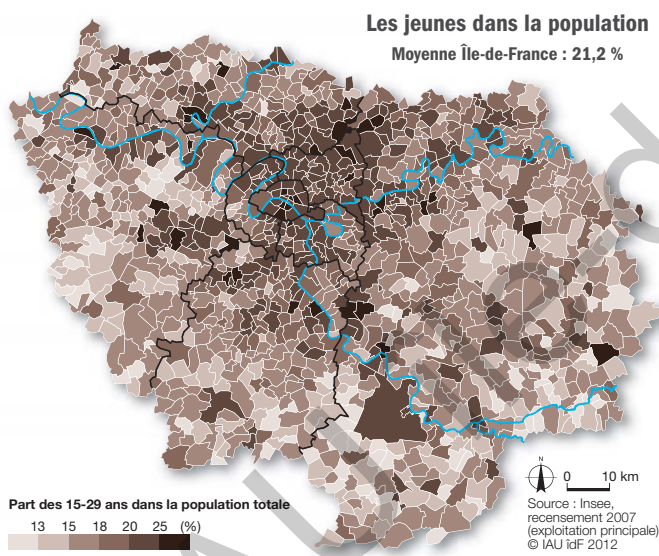 Les jeunes dans la population
Moyenne Île-de-France : 21,2 %
Part des 15-29 ans dans la population totale
13 15 18 20 25 (%)
N
0 10 km
Source : Insee,
recensement 2007
(exploitation principale)
© IAU îdF 2012